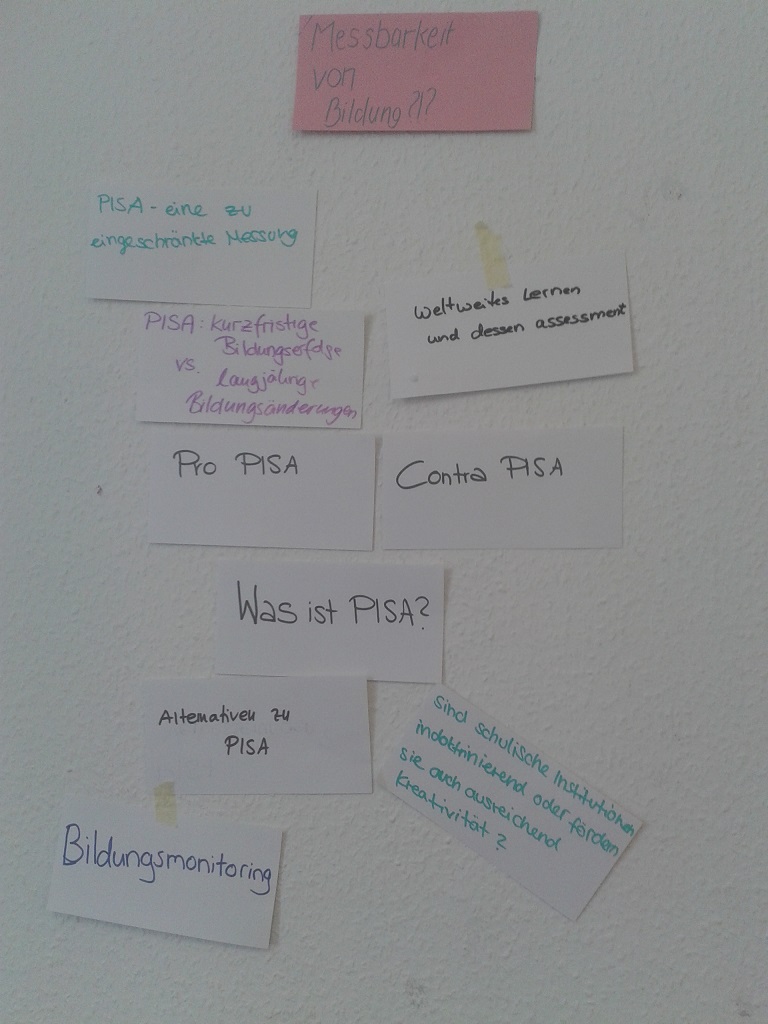 Messbarkeit
von
Bildung?!?
PISA - eine zu
eingeschränkte Messung
weltweites Lernen
und dessen assessment
PISA: kurzfristige
Bildungserfolge
vs. langjährige
Bildungsänderungen
Pro PISA
Contra PISA
Was ist PISA?
Alternativen zu
PISA
sind schulische Institutionen
indoktrinierend oder fördern
sie auch ausreichend
Kreativität?
Bildungsmonitoring